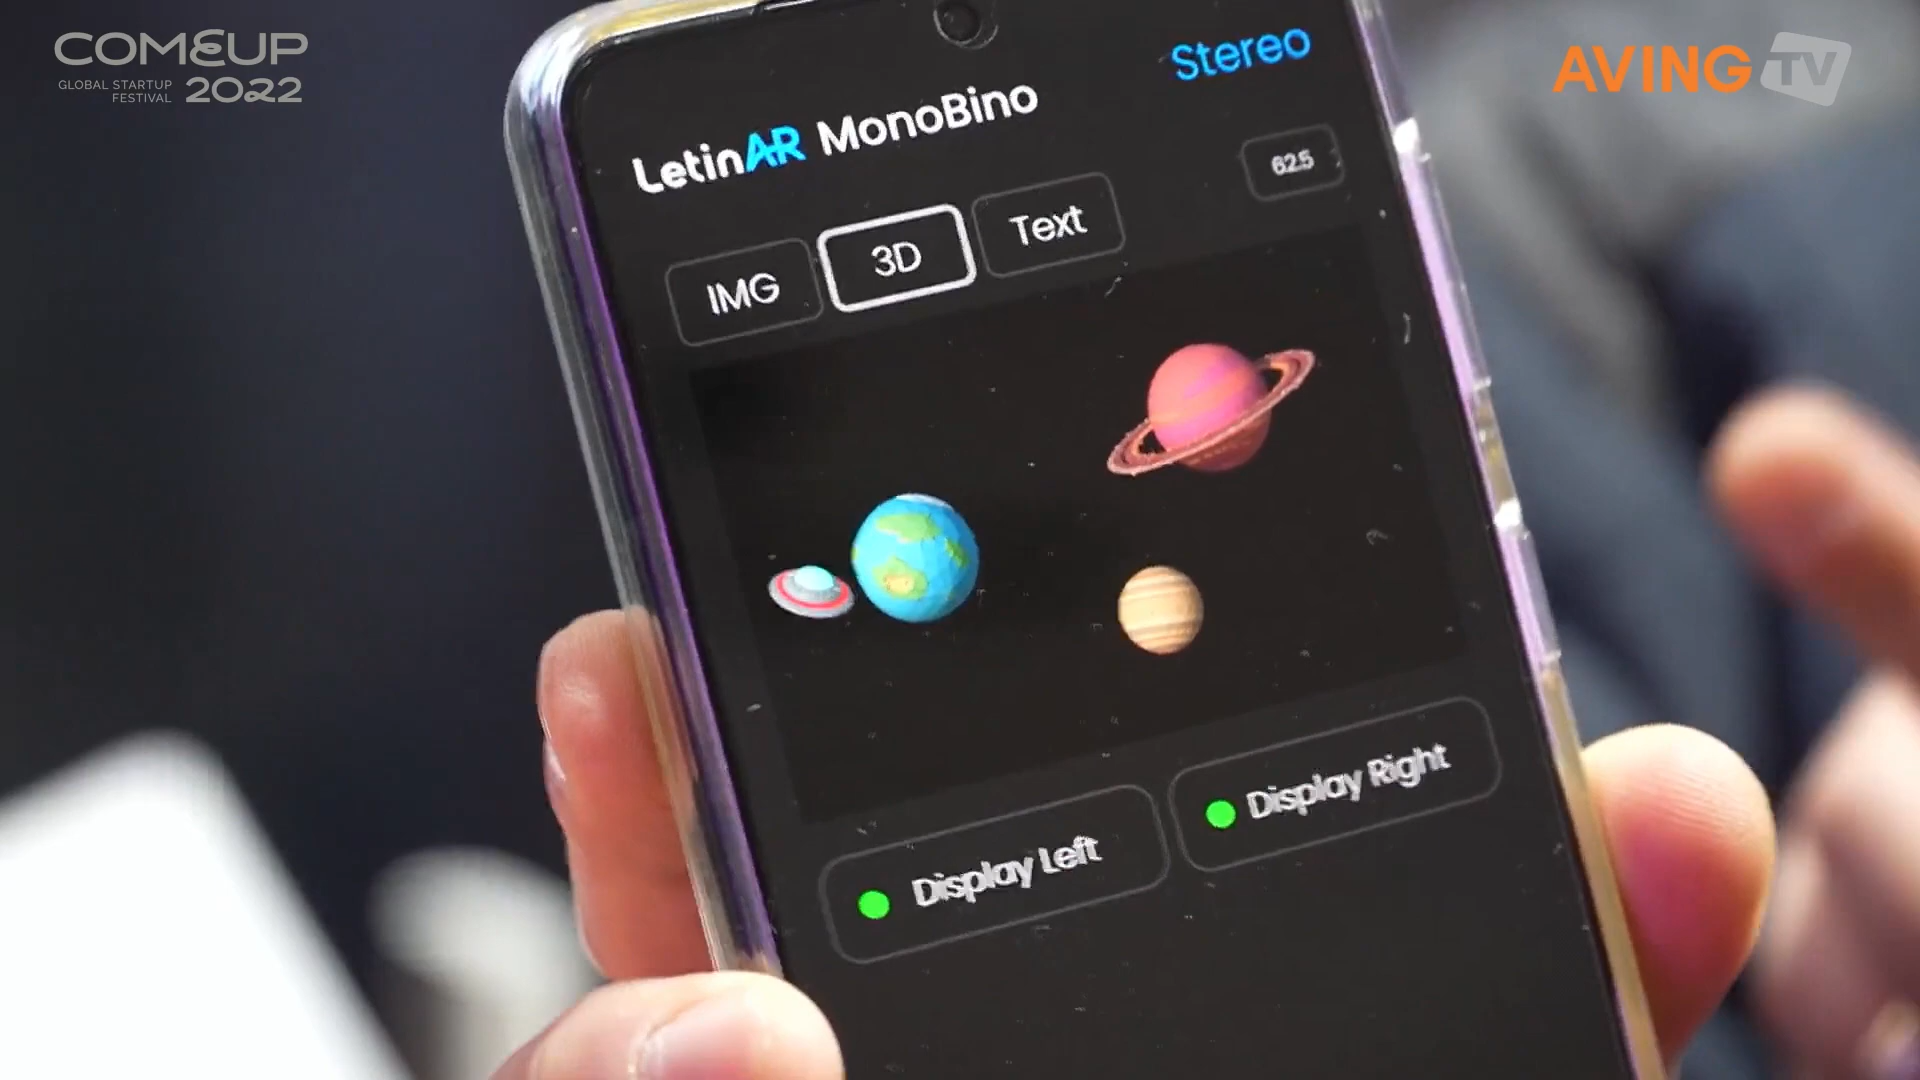 COMEUP
GLOBAL STARTUP
FESTIVAL 2022
AVING TV
Stereo
LetinAR MonoBino
62.5
IMG
3D
Text
Display Left
Display Right